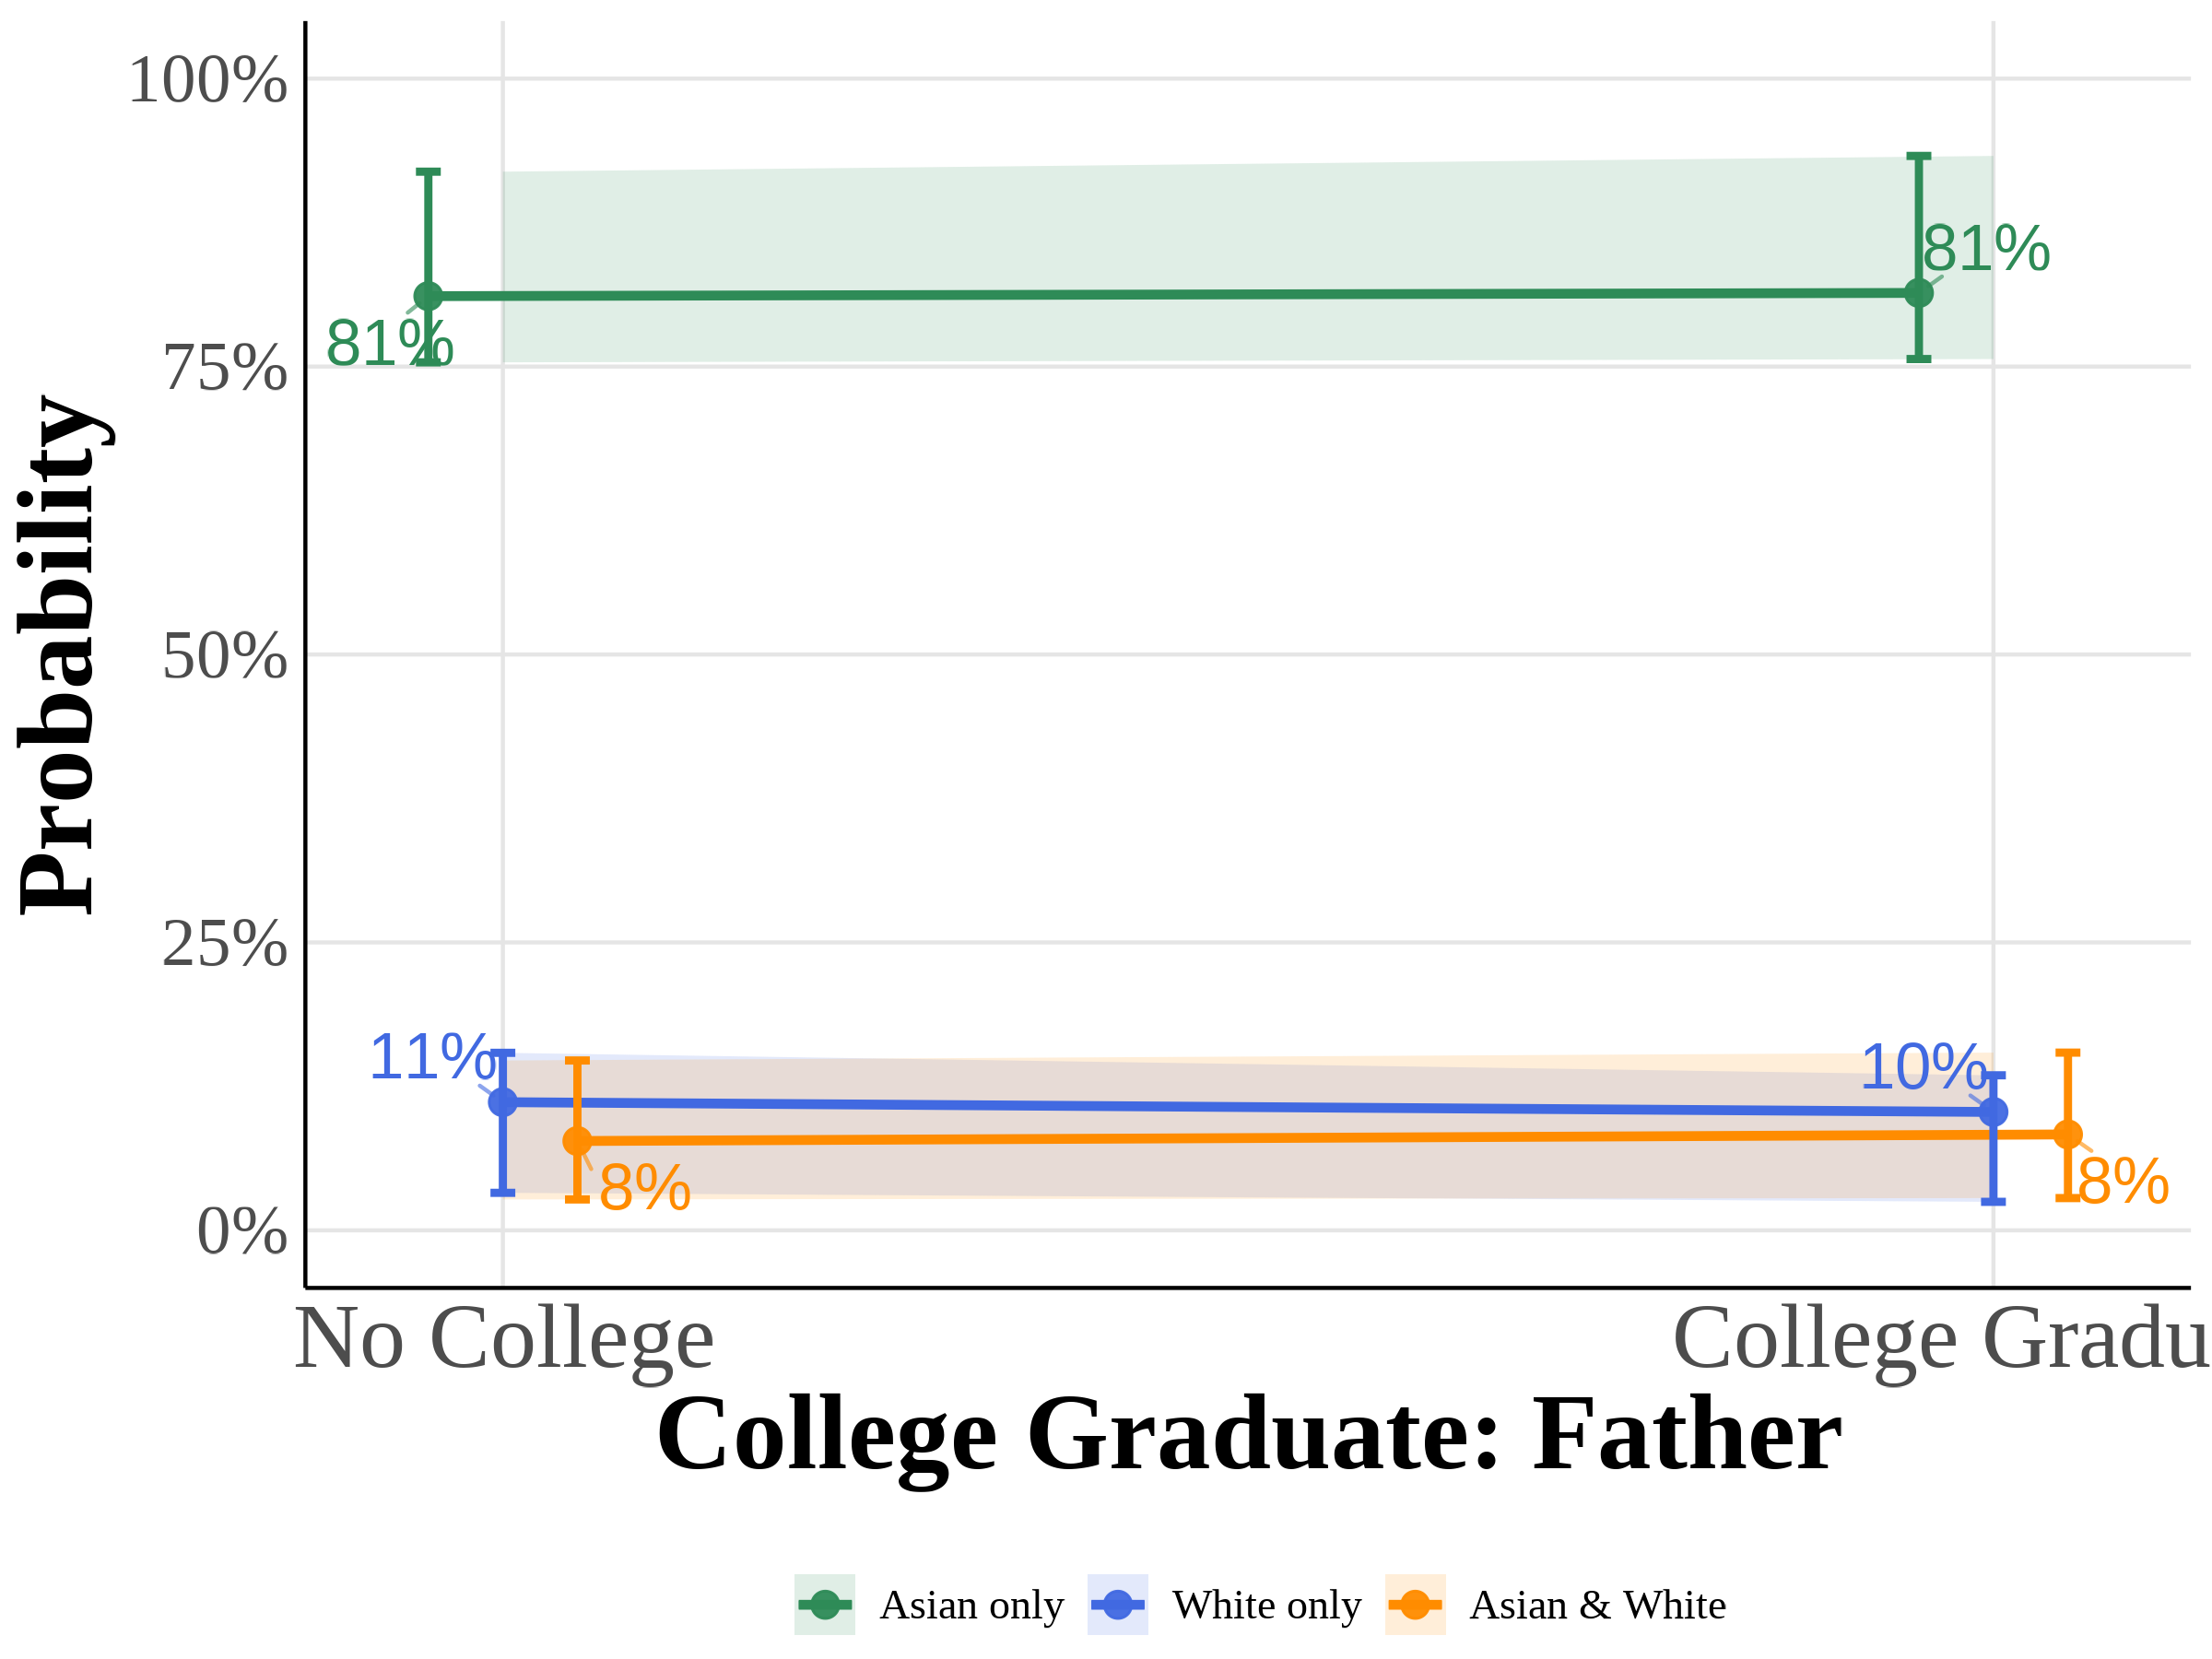 100%
75%
50%
25%
0%
Probability
81%
81%
11%
10%
8%
8%
No College
College Gradu
College Graduate: Father
Asian only
White only
Asian & White